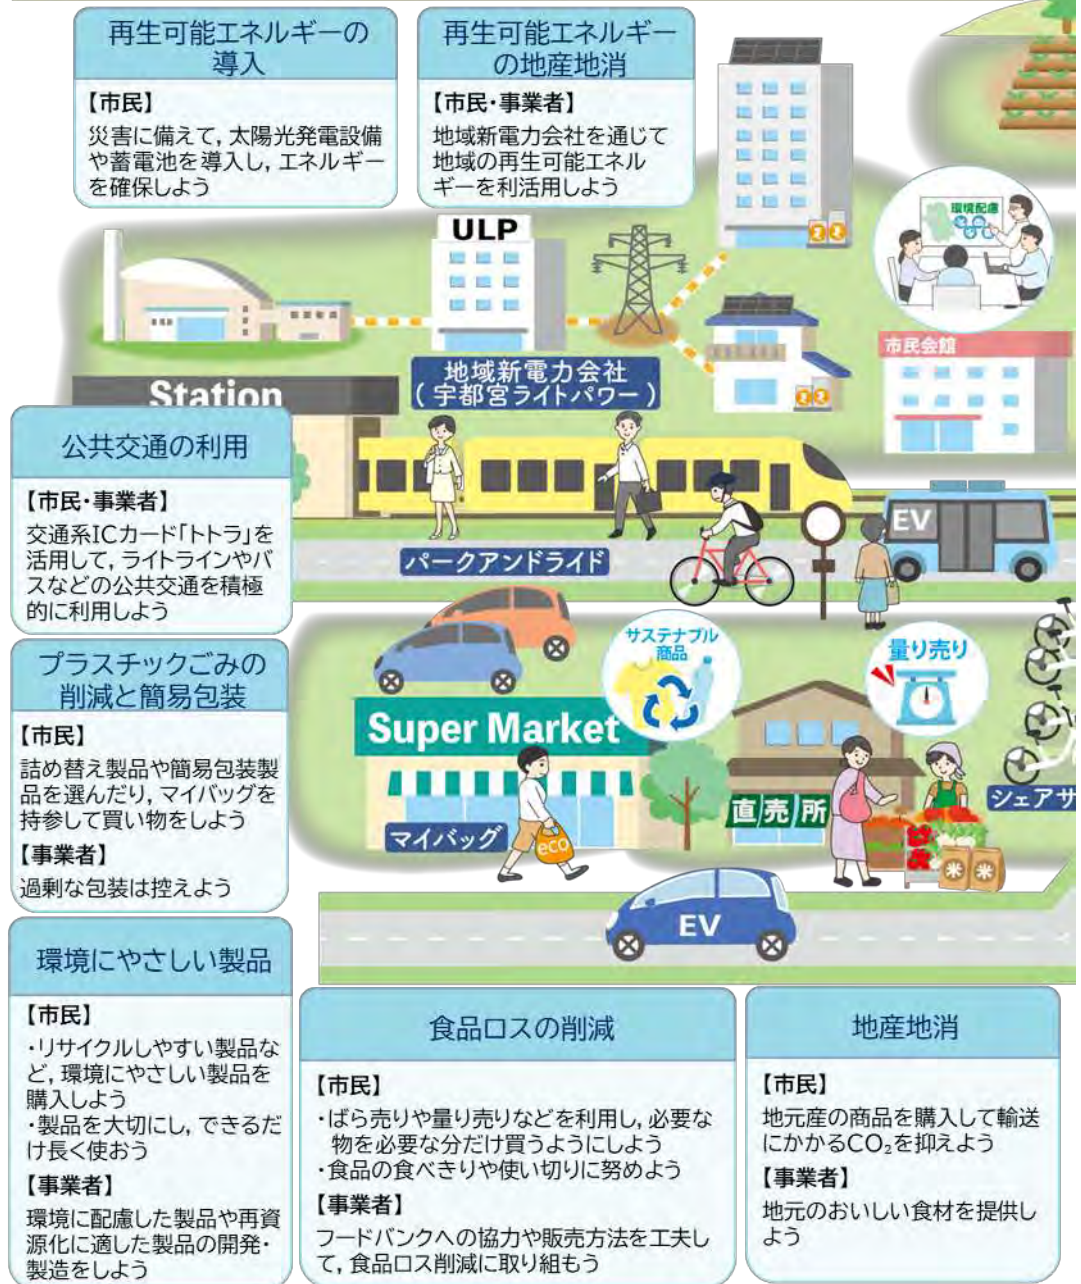 再生可能エネルギーの
導入
【市民】
災害に備えて，太陽光発電設備
や蓄電池を導入し，エネルギー
を確保しよう
再生可能エネルギー
の地産地消
【市民・事業者】
地域新電力会社を通じて
地域の再生可能エネル
ギーを利活用しよう
環境配慮
ULP
市民会館
地域新電力会社
(宇都宮ライトパワー)
Station
公共交通の利用
【市民・事業者】
交通系ICカード「トトラ」を
活用して，ライトラインやバ
スなどの公共交通を積極
的に利用しよう
EV
パークアンドライド
サステナブル
商品
量り売り
プラスチックごみの
削減と簡易包装
【市民】
詰め替え製品や簡易包装製
品を選んだり，マイバッグを
持参して買い物をしよう
【事業者】
過剰な包装は控えよう
Super Market
マイバッグ
eco
直売所
米
米
シェアサ
EV
環境にやさしい製品
【市民】
・リサイクルしやすい製品な
ど，環境にやさしい製品を
購入しよう
・製品を大切にし，できるだ
け長く使おう
【事業者】
環境に配慮した製品や再資
源化に適した製品の開発・
製造をしよう
食品ロスの削減
【市民】
・ばら売りや量り売りなどを利用し，必要な
物を必要な分だけ買うようにしよう
・食品の食べきりや使い切りに努めよう
【事業者】
フードバンクへの協力や販売方法を工夫し
て，食品ロス削減に取り組もう
地産地消
【市民】
地元産の商品を購入して輸送
にかかるCO₂を抑えよう
【事業者】
地元のおいしい食材を提供し
よう